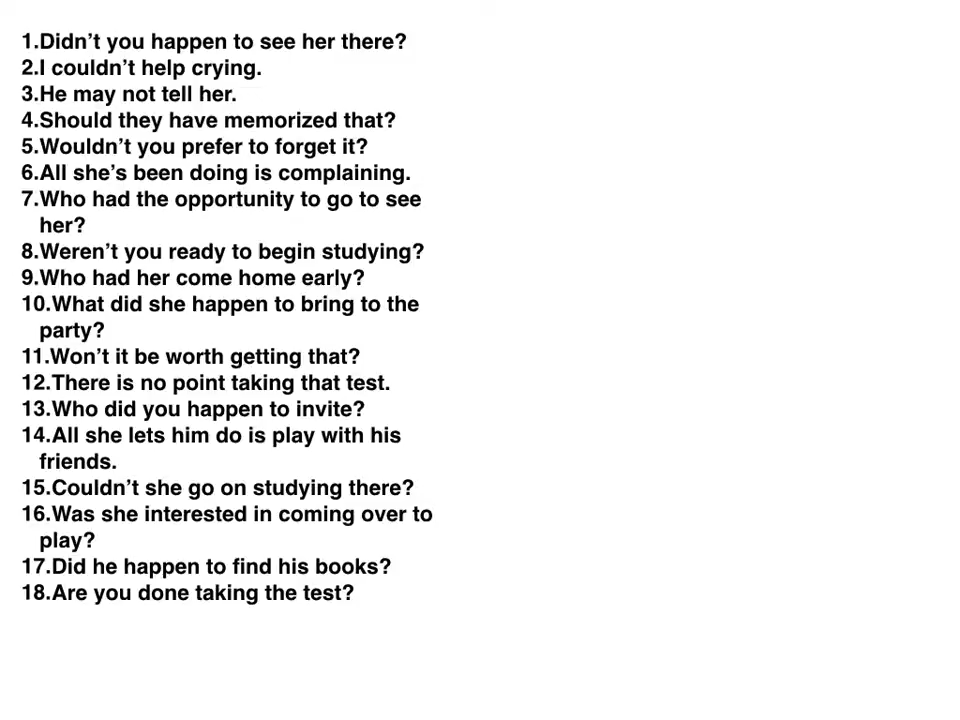 1.Didn’t you happen to see her there?
2.I couldn’t help crying.
3.He may not tell her.
4.Should they have memorized that?
5.Wouldn’t you prefer to forget it?
6.All she’s been doing is complaining.
7.Who had the opportunity to go to see
her?
8.Weren’t you ready to begin studying?
9.Who had her come home early?
10.What did she happen to bring to the
party?
11.Won’t it be worth getting that?
12.There is no point taking that test.
13.Who did you happen to invite?
14.All she lets him do is play with his
friends.
15.Couldn’t she go on studying there?
16.Was she interested in coming over to
play?
17.Did he happen to find his books?
18.Are you done taking the test?